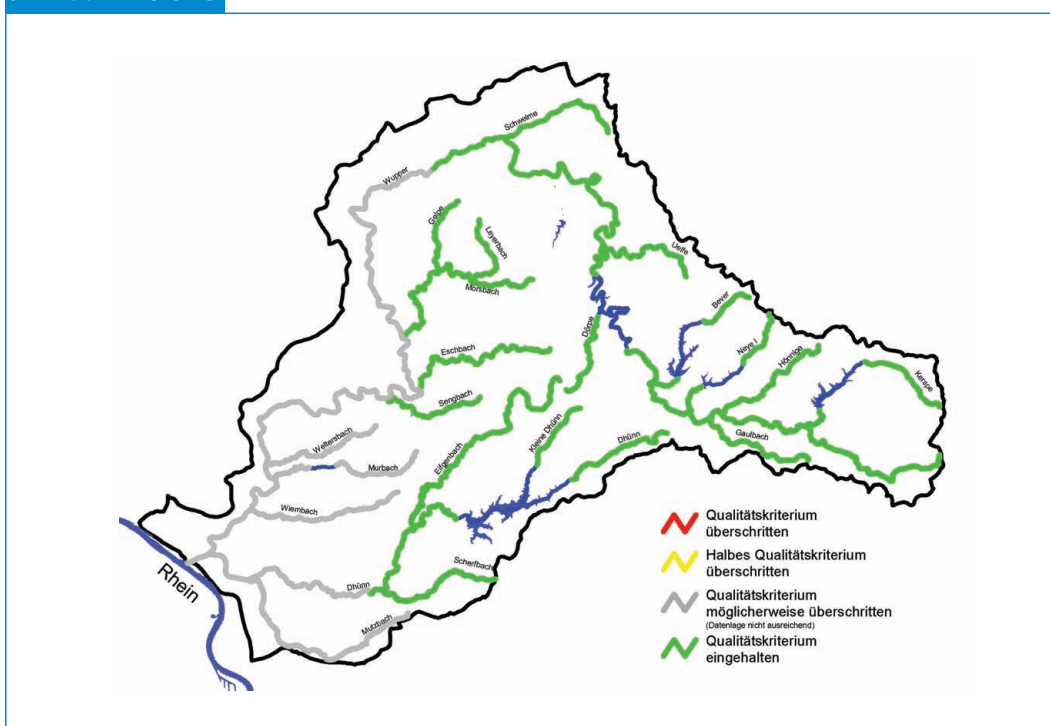 Schwelme
Wupper
Gelpe
Leyerbach
Uelfe
Morsbach
Bever
Dörpe
Neye I
Hönnige
Eschbach
Kerspe
Sengbach
Weltersbach
Kleine Dhünn
Dhünn
Gaulbach
Eifgenbach
Murbach
Wiembach
Rhein
Dhünn
Scherfbach
Mutzbach
Qualitätskriterium
überschritten
Halbes Qualitätskriterium
überschritten
Qualitätskriterium
möglicherweise überschritten
(Datenlage nicht ausreichend)
Qualitätskriterium
eingehalten